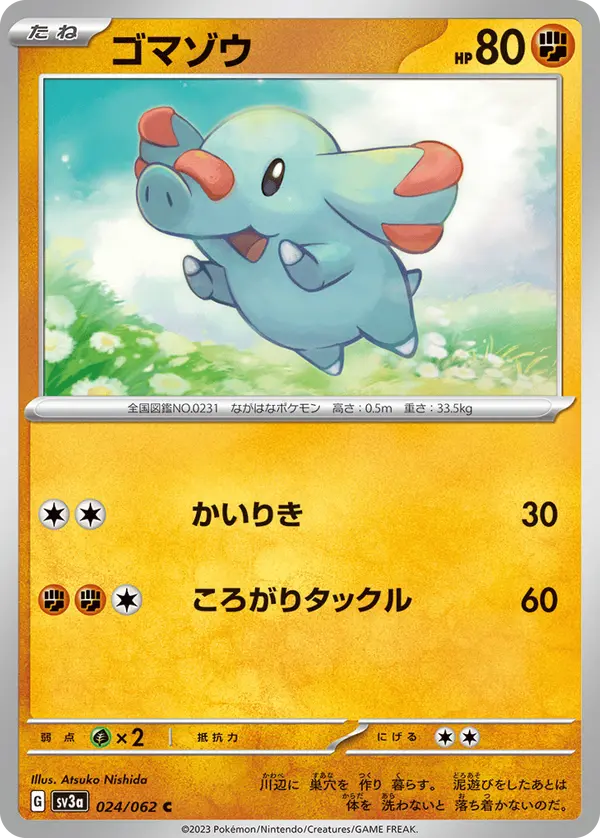 たね ゴマゾウ HP 80
全国図鑑NO.0231 ながはなポケモン 高さ:0.5m 重さ:33.5kg
かいりき 30
ころがりタックル 60
弱点 ×2 抵抗力 にげる
Illus. Atsuko Nishida
G sv3a 024/062 C
川辺に 巣穴を 作り 暮らす。 泥遊びをしたあとは
体を 洗わないと 落ち着かないのだ。
©2023 Pokémon/Nintendo/Creatures/GAME FREAK.